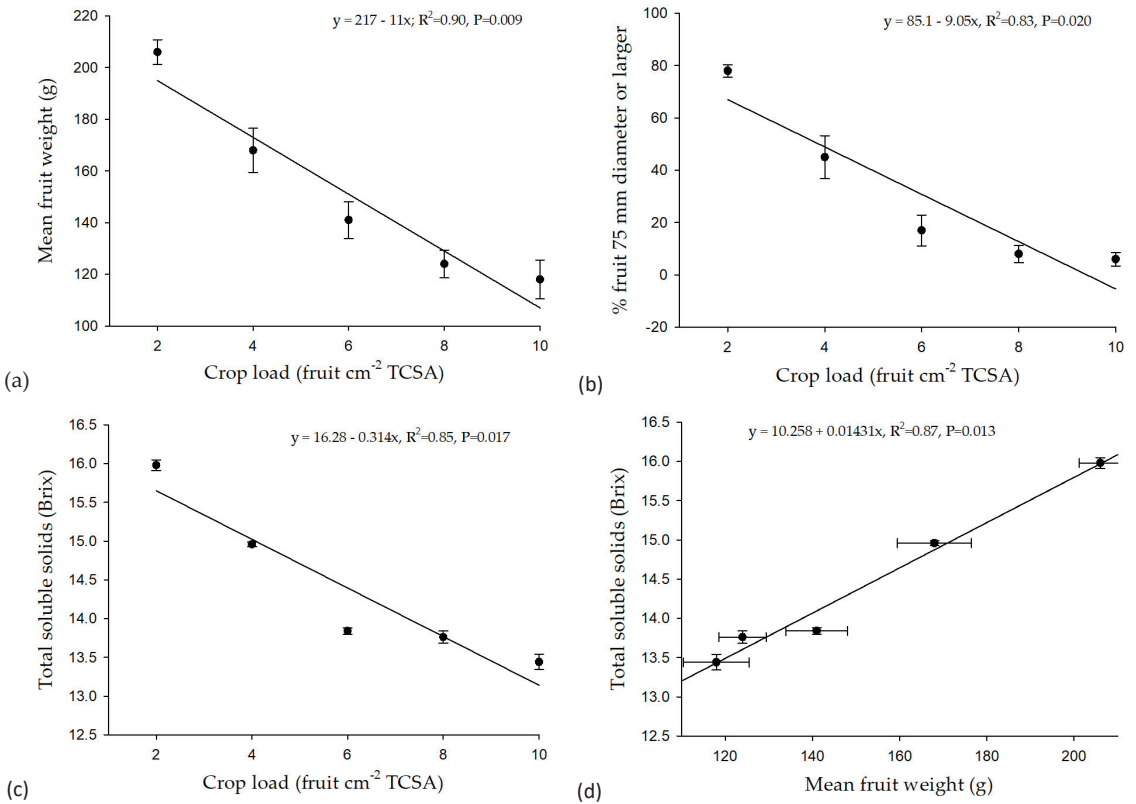 y = 217 - 11x; R²=0.90, P=0.009
220
200
180
160
140
120
100
Mean fruit weight (g)
2 4 6 8 10
Crop load (fruit cm⁻² TCSA)
(a)
y = 85.1 - 9.05x, R²=0.83, P=0.020
100
80
60
40
20
0
-20
% fruit 75 mm diameter or larger
2 4 6 8 10
Crop load (fruit cm⁻² TCSA)
(b)
y = 16.28 - 0.314x, R²=0.85, P=0.017
16.5
16.0
15.5
15.0
14.5
14.0
13.5
13.0
12.5
Total soluble solids (Brix)
2 4 6 8 10
Crop load (fruit cm⁻² TCSA)
(c)
y = 10.258 + 0.01431x, R²=0.87, P=0.013
16.5
16.0
15.5
15.0
14.5
14.0
13.5
13.0
12.5
Total soluble solids (Brix)
120 140 160 180 200
Mean fruit weight (g)
(d)